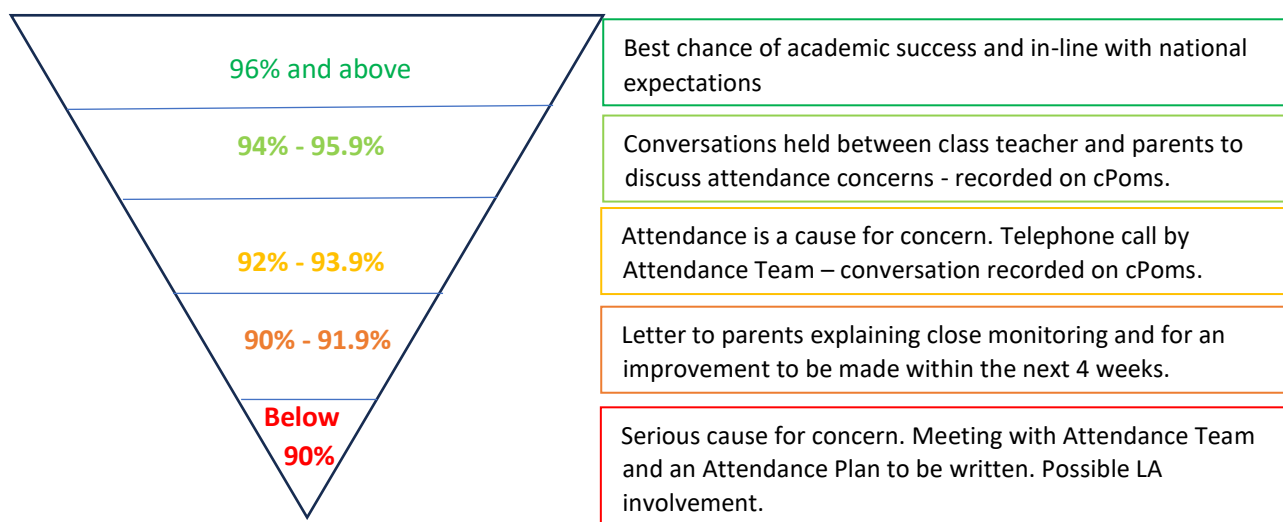 96% and above
Best chance of academic success and in-line with national
expectations
94% - 95.9%
Conversations held between class teacher and parents to
discuss attendance concerns - recorded on cPoms.
92% - 93.9%
Attendance is a cause for concern. Telephone call by
Attendance Team – conversation recorded on cPoms.
90% - 91.9%
Letter to parents explaining close monitoring and for an
improvement to be made within the next 4 weeks.
Below
90%
Serious cause for concern. Meeting with Attendance Team
and an Attendance Plan to be written. Possible LA
involvement.